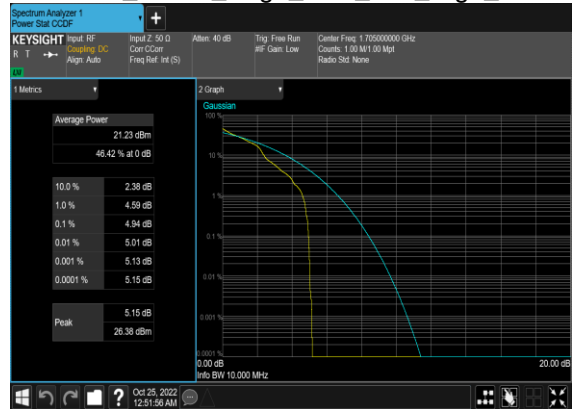 Spectrum Analyzer 1
Power Stat CCDF
+
KEYSIGHT
R T
LW
Input: RF
Coupling: DC
Align: Auto
Input Z: 50 Ω
Corr CCorr
Freq Ref: Int (S)
Atten: 40 dB
Trig: Free Run
#IF Gain: Low
Center Freq: 1.705000000 GHz
Counts: 1.00 M/1.00 Mpt
Radio Std: None
1 Metrics
Average Power
21.23 dBm
46.42 % at 0 dB
10.0 % 2.38 dB
1.0 % 4.59 dB
0.1 % 4.94 dB
0.01 % 5.01 dB
0.001 % 5.13 dB
0.0001 % 5.15 dB
Peak
5.15 dB
26.38 dBm
2 Graph
Gaussian
100 %
10 %
1 %
0.1 %
0.01 %
0.001 %
0.0001 %
0.00 dB
20.00 dB
Info BW 10.000 MHz
?
Oct 25, 2022
12:51:56 AM